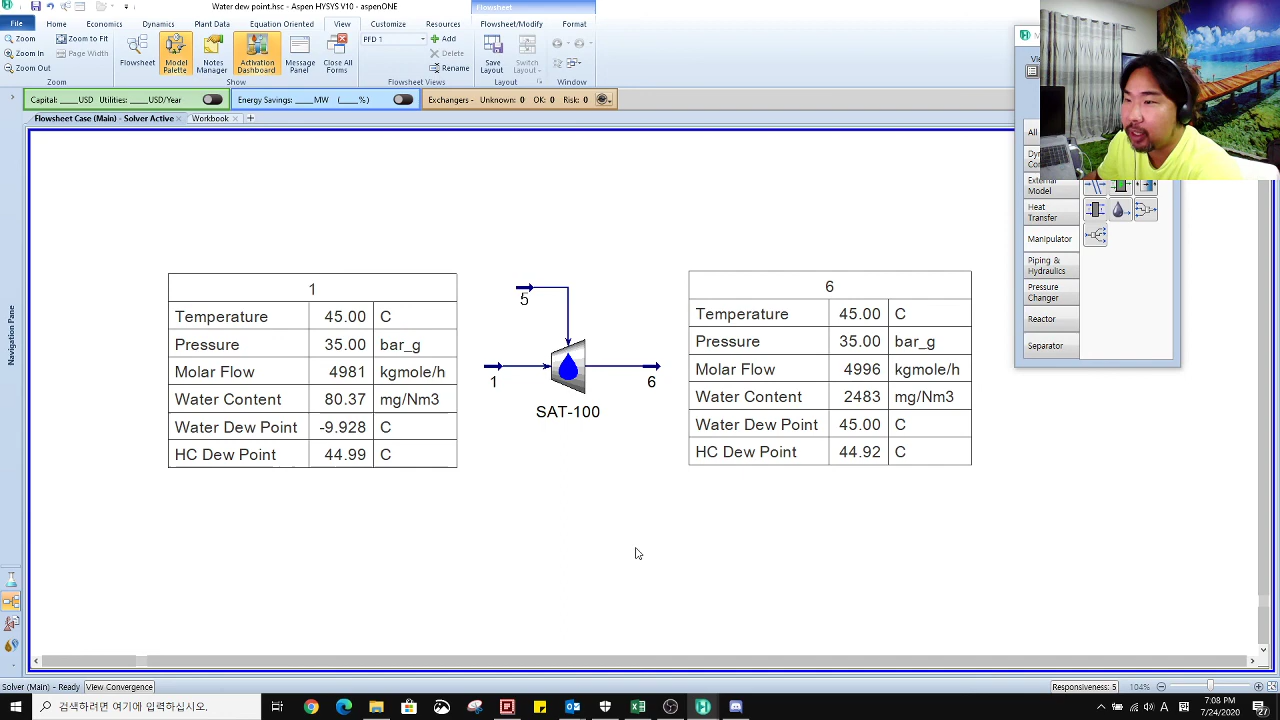 Water dew point.hsc - Aspen HYSYS V10 - aspenONE
Flowsheet
File Home Economics Dynamics Plant Data Equation Oriented View Customize Resources Flowsheet/Modify Format
Zoom
Zoom In
Zoom Out
Zoom to Fit
Page Width
Zoom
Flowsheet
Model Palette
Notes Manager
Activation Dashboard
Message Panel
Close All Forms
Show
PFD 1
Add
Delete
Rename
Flowsheet Views
Save Layout
Switch Layout
Layout
Window
Capital: ____USD Utilities: ____USD/Year
Energy Savings: ____MW (____%)
Exchangers - Unknown: 0 OK: 0 Risk: 0
Flowsheet Case (Main) - Solver Active
Workbook
Navigation Pane
1
Temperature 45.00 C
Pressure 35.00 bar_g
Molar Flow 4981 kgmole/h
Water Content 80.37 mg/Nm3
Water Dew Point -9.928 C
HC Dew Point 44.99 C
5
1
6
SAT-100
6
Temperature 45.00 C
Pressure 35.00 bar_g
Molar Flow 4996 kgmole/h
Water Content 2483 mg/Nm3
Water Dew Point 45.00 C
HC Dew Point 44.92 C
All
External Model
Heat Transfer
Manipulator
Piping & Hydraulics
Pressure Changer
Reactor
Separator
Solver (Main) - Ready
View Convergence
Responsiveness: 5
104%
검색하려면 여기에 입력하십시오.
A
漢
7:08 PM
7/24/2020
27